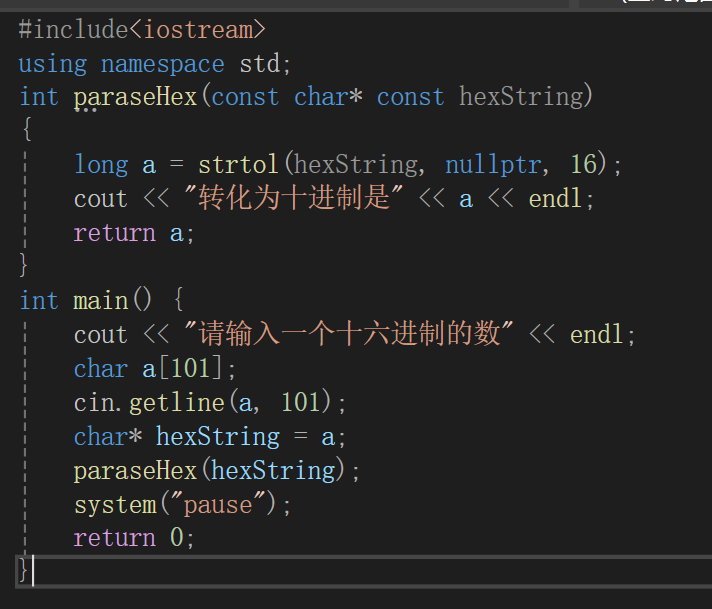 #include<iostream>
using namespace std;
int paraseHex(const char* const hexString)
{
    long a = strtol(hexString, nullptr, 16);
    cout << "转化为十进制是" << a << endl;
    return a;
}
int main() {
    cout << "请输入一个十六进制的数" << endl;
    char a[101];
    cin.getline(a, 101);
    char* hexString = a;
    paraseHex(hexString);
    system("pause");
    return 0;
}